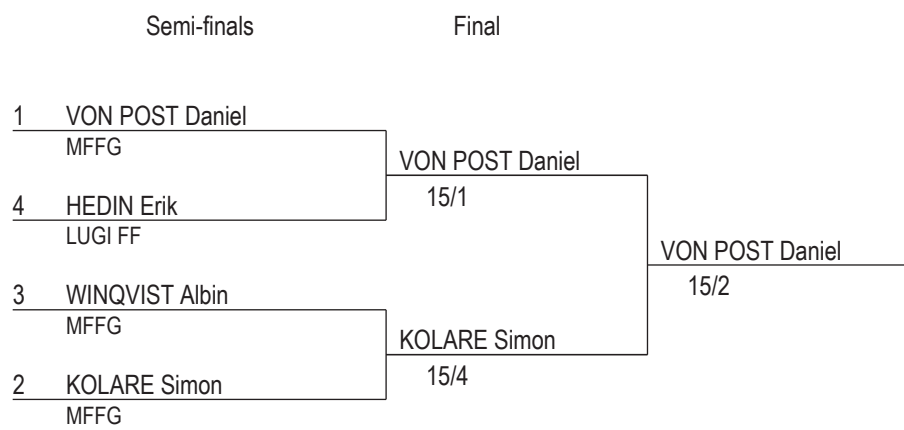 Semi-finals Final
1 VON POST Daniel
MFFG
VON POST Daniel
15/1
4 HEDIN Erik
LUGI FF
VON POST Daniel
15/2
3 WINQVIST Albin
MFFG
KOLARE Simon
15/4
2 KOLARE Simon
MFFG